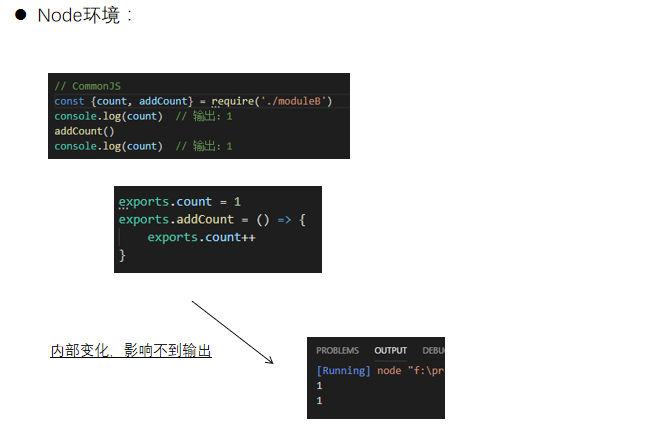 ● Node环境：
// CommonJS
const {count, addCount} = require('./moduleB')
console.log(count)  // 输出: 1
addCount()
console.log(count)  // 输出: 1
exports.count = 1
exports.addCount = () => {
    exports.count++
}
内部变化，影响不到输出
PROBLEMS  OUTPUT  DEBU
[Running] node "f:\pr
1
1